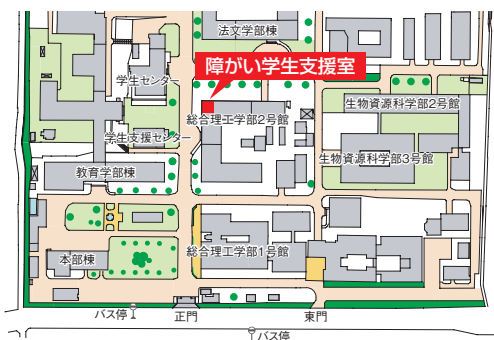 法文学部棟
障がい学生支援室
学生センター
生物資源科学部2号館
総合理工学部2号館
学生支援センター
生物資源科学部3号館
教育学部棟
総合理工学部1号館
本部棟
バス停
正門
東門
バス停